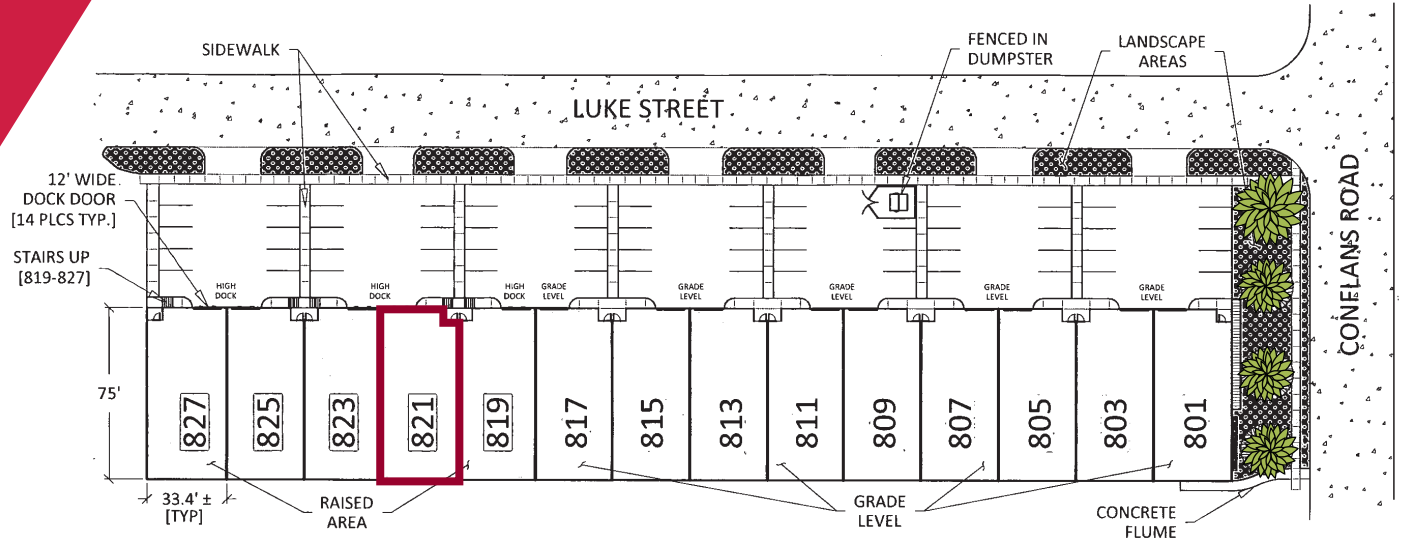 SIDEWALK
FENCED IN
DUMPSTER
LANDSCAPE
AREAS
LUKE STREET
12' WIDE
DOCK DOOR
[14 PLCS TYP.]
STAIRS UP
[819-827]
CONELANS ROAD
HIGH
DOCK
HIGH
DOCK
HIGH
DOCK
GRADE
LEVEL
GRADE
LEVEL
GRADE
LEVEL
GRADE
LEVEL
GRADE
LEVEL
75'
827
825
823
821
819
817
815
813
811
809
807
805
803
801
33.4' ±
[TYP]
RAISED
AREA
GRADE
LEVEL
CONCRETE
FLUME